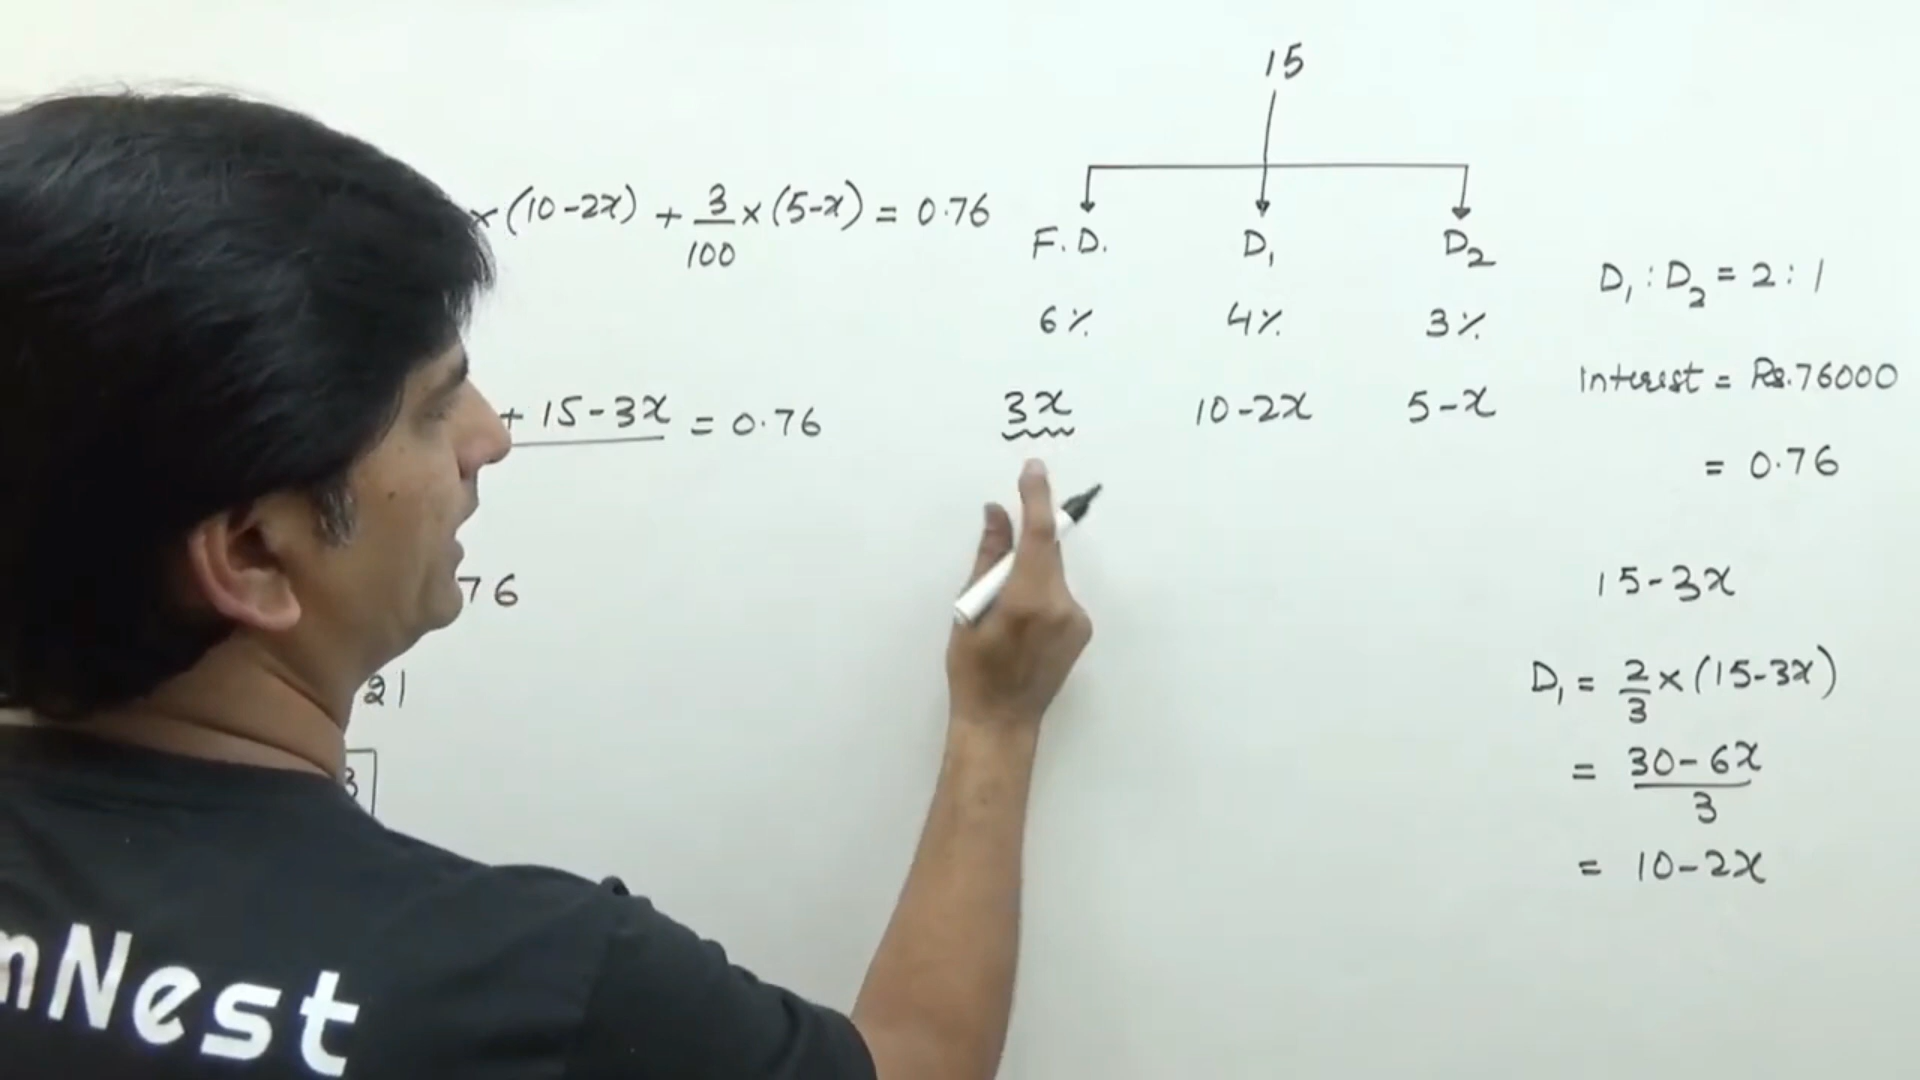 15
× (10-2x) + 3/100 × (5-x) = 0.76
F.D. D₁ D₂
6% 4% 3%
3x 10-2x 5-x
+ 15-3x = 0.76
76
21
3
D₁ : D₂ = 2 : 1
Interest = Rs. 76000
= 0.76
15-3x
D₁ = 2/3 × (15-3x)
= 30-6x/3
= 10-2x
nNest